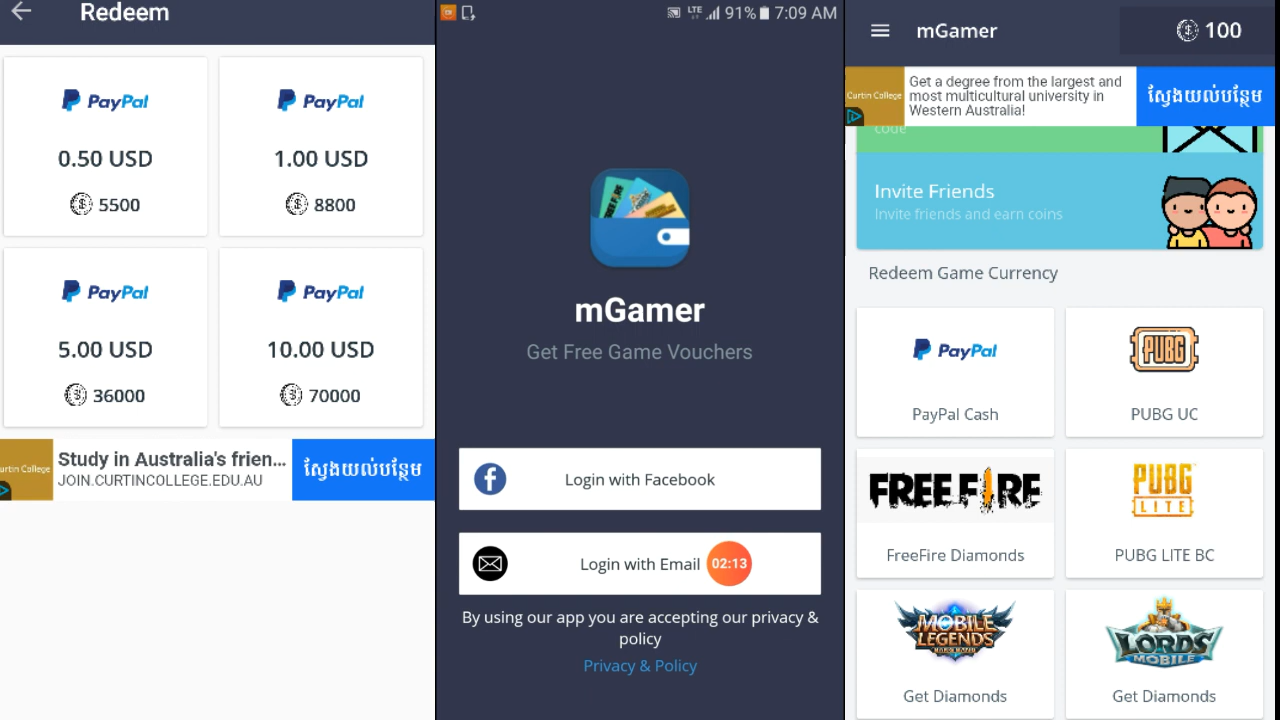 Redeem
PayPal
0.50 USD
5500
PayPal
1.00 USD
8800
PayPal
5.00 USD
36000
PayPal
10.00 USD
70000
urtin College
Study in Australia's frien...
JOIN.CURTINCOLLEGE.EDU.AU
ស្វែងយល់បន្ថែម
LTE
91%
7:09 AM
mGamer
Get Free Game Vouchers
Login with Facebook
Login with Email
02:13
By using our app you are accepting our privacy &
policy
Privacy & Policy
mGamer
100
Curtin College
Get a degree from the largest and
most multicultural university in
Western Australia!
ស្វែងយល់បន្ថែម
code
Invite Friends
Invite friends and earn coins
Redeem Game Currency
PayPal
PayPal Cash
PUBG
PUBG UC
FREE FIRE
FreeFire Diamonds
PUBG
LITE
PUBG LITE BC
MOBILE
LEGENDS
BANG BANG
Get Diamonds
LORDS
MOBILE
Get Diamonds